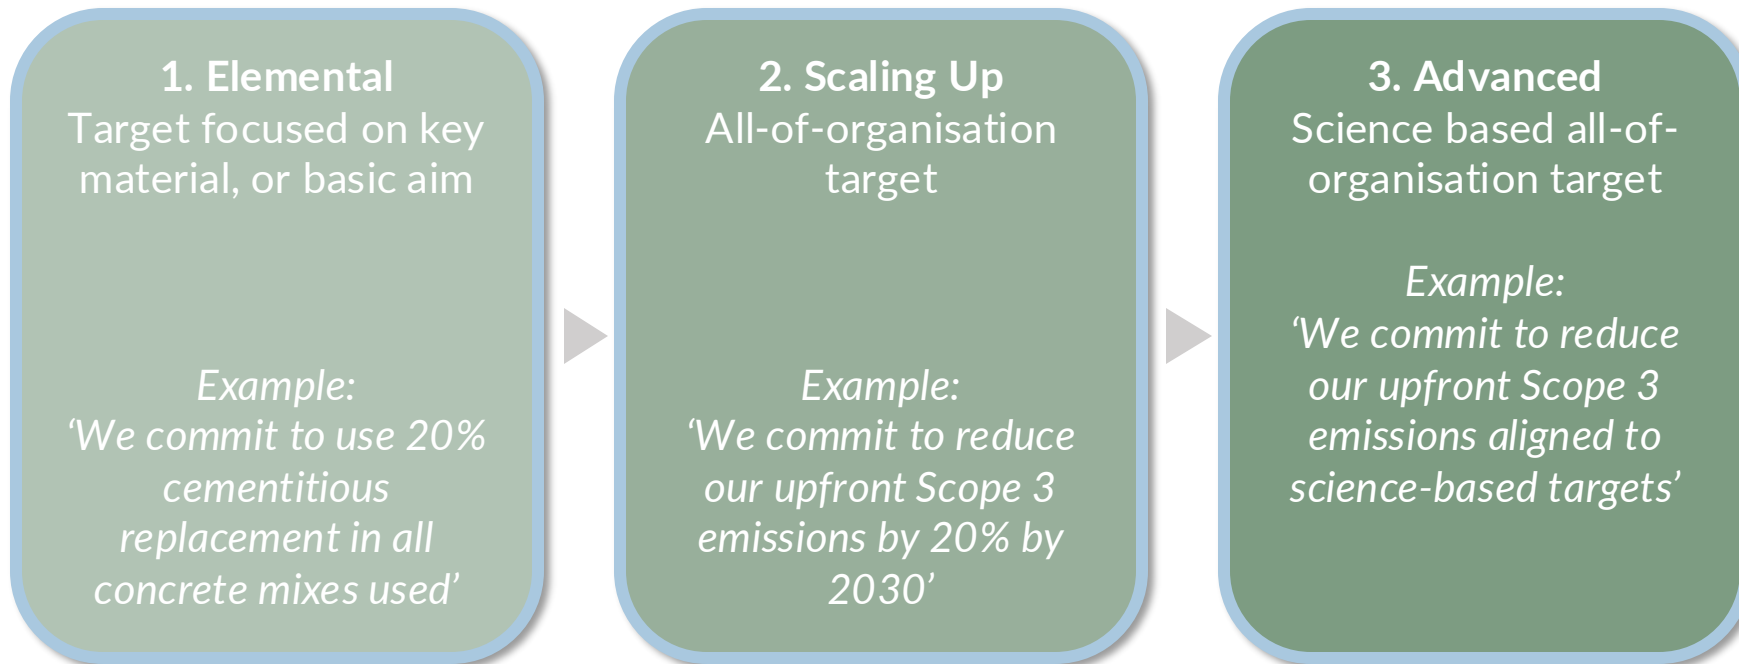 1. Elemental
Target focused on key
material, or basic aim
Example:
‘We commit to use 20%
cementitious
replacement in all
concrete mixes used’
2. Scaling Up
All-of-organisation
target
Example:
‘We commit to reduce
our upfront Scope 3
emissions by 20% by
2030’
3. Advanced
Science based all-of-
organisation target
Example:
‘We commit to reduce
our upfront Scope 3
emissions aligned to
science-based targets’